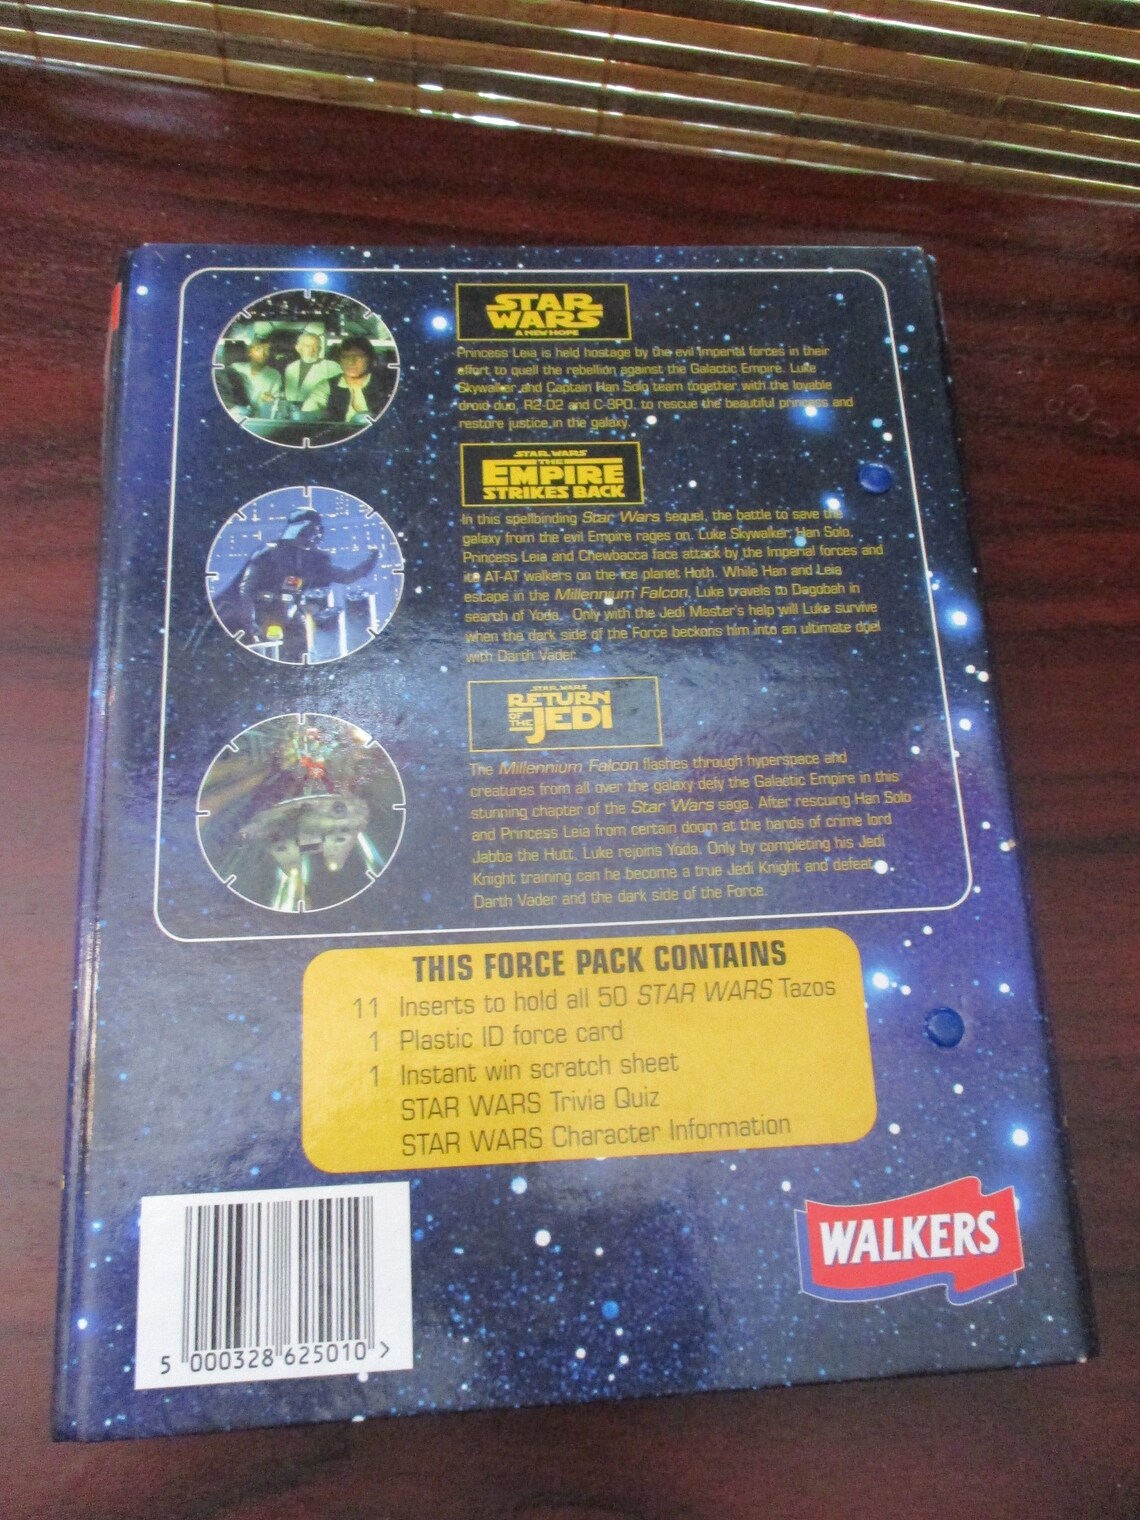 STAR
WARS
A NEW HOPE
Princess Leia is held hostage by the evil Imperial forces in their
effort to quell the rebellion against the Galactic Empire. Luke
Skywalker and Captain Han Solo team together with the lovable
droid duo, R2-D2 and C-3PO, to rescue the beautiful princess and
restore justice in the galaxy.
STAR WARS
THE
EMPIRE
STRIKES BACK
In this spellbinding Star Wars sequel, the battle to save the
galaxy from the evil Empire rages on. Luke Skywalker, Han Solo,
Princess Leia and Chewbacca face attack by the Imperial forces and
its AT-AT walkers on the ice planet Hoth. While Han and Leia
escape in the Millennium Falcon, Luke travels to Dagobah in
search of Yoda. Only with the Jedi Master's help will Luke survive
when the dark side of the Force beckons him into an ultimate duel
with Darth Vader.
STAR WARS
RETURN
OF THE JEDI
The Millennium Falcon flashes through hyperspace and
creatures from all over the galaxy defy the Galactic Empire in this
stunning chapter of the Star Wars saga. After rescuing Han Solo
and Princess Leia from certain doom at the hands of crime lord
Jabba the Hutt, Luke rejoins Yoda. Only by completing his Jedi
Knight training can he become a true Jedi Knight and defeat
Darth Vader and the dark side of the Force.
THIS FORCE PACK CONTAINS
11 Inserts to hold all 50 STAR WARS Tazos
1 Plastic ID force card
1 Instant win scratch sheet
STAR WARS Trivia Quiz
STAR WARS Character Information
WALKERS
5 000328 625010 >